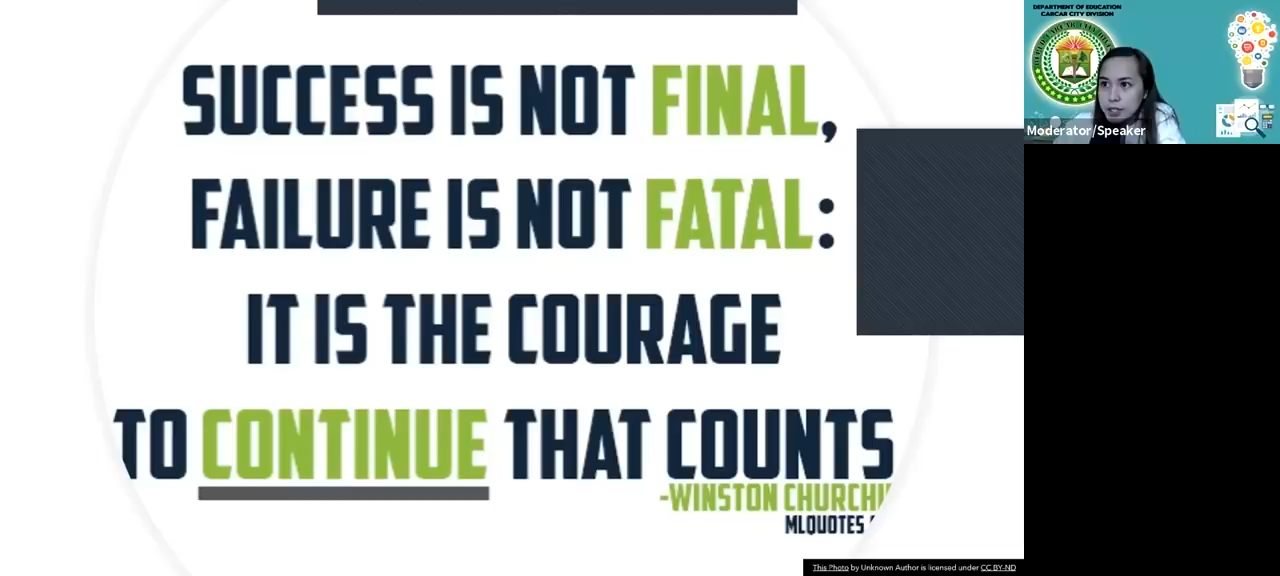 SUCCESS IS NOT FINAL,
FAILURE IS NOT FATAL:
IT IS THE COURAGE
TO CONTINUE THAT COUNTS
-WINSTON
MLQUOTES
This Photo by Unknown Author is licensed under CC BY-ND
DEPARTMENT OF EDUCATION
CARCAR CITY DIVISION
Moderator/Speaker